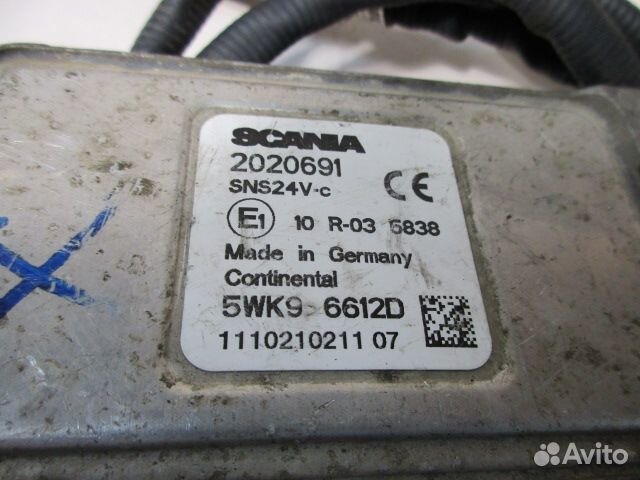 SCANIA
2020691
SNS24V-c
CE
E1 10 R-03 5838
Made in Germany
Continental
5WK9 6612D
1110210211 07
Avito